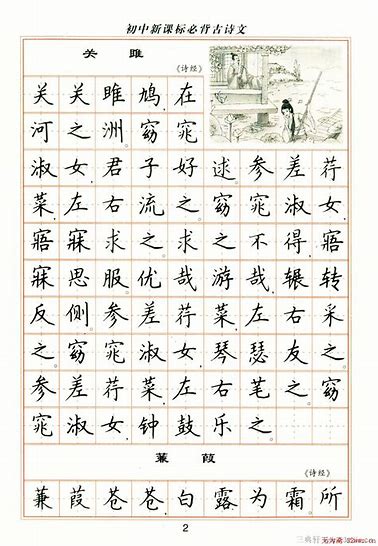 初中新课标必背古诗文
关雎
《诗经》
关关雎鸠,在
河之洲。窈窕
淑女,君子好逑。参差荇
菜,左右流之。窈窕淑女,
寤寐求之。求之不得,寤
寐思服。优哉游哉,辗转
反侧。参差荇菜,左右采
之。窈窕淑女,琴瑟友之。
参差荇菜,左右笔之。窈
窕淑女,钟鼓乐之。
蒹葭
《诗经》
蒹葭苍苍,白露为霜。所
2